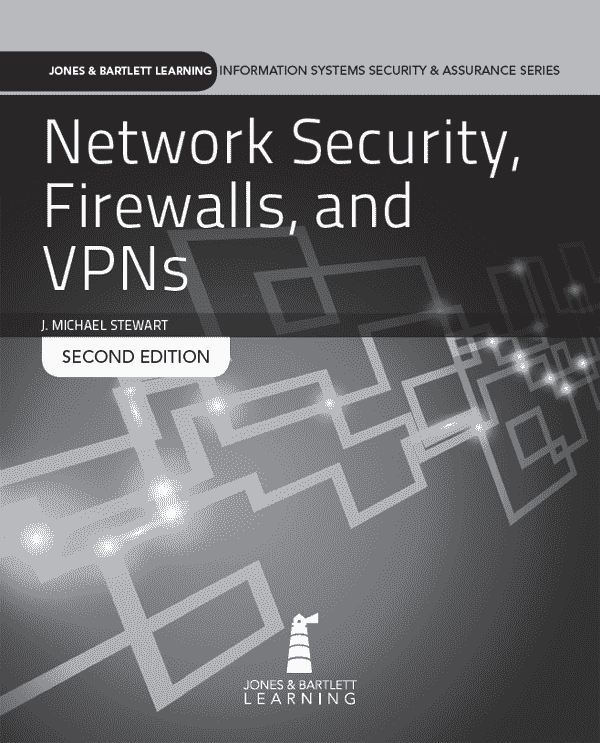 JONES & BARTLETT LEARNING INFORMATION SYSTEMS SECURITY & ASSURANCE SERIES
Network Security,
Firewalls, and
VPNs
J. MICHAEL STEWART
SECOND EDITION
JONES & BARTLETT
LEARNING